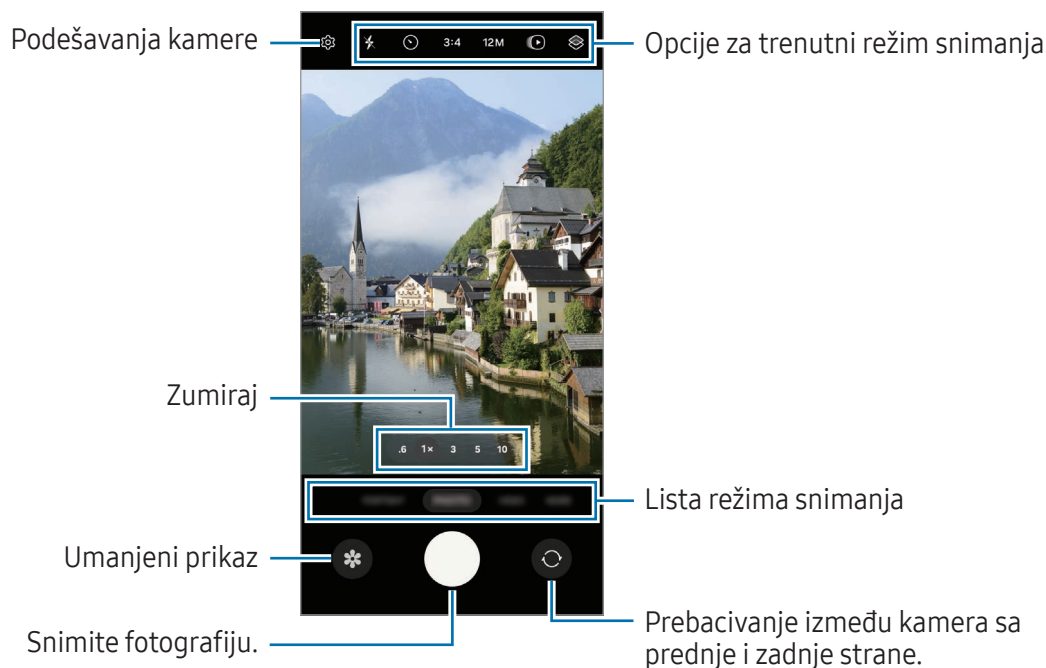 Podešavanja kamere
3:4
12M
Opcije za trenutni režim snimanja
Zumiraj
.6 1× 3 5 10
Lista režima snimanja
Umanjeni prikaz
Snimite fotografiju.
Prebacivanje između kamera sa
prednje i zadnje strane.